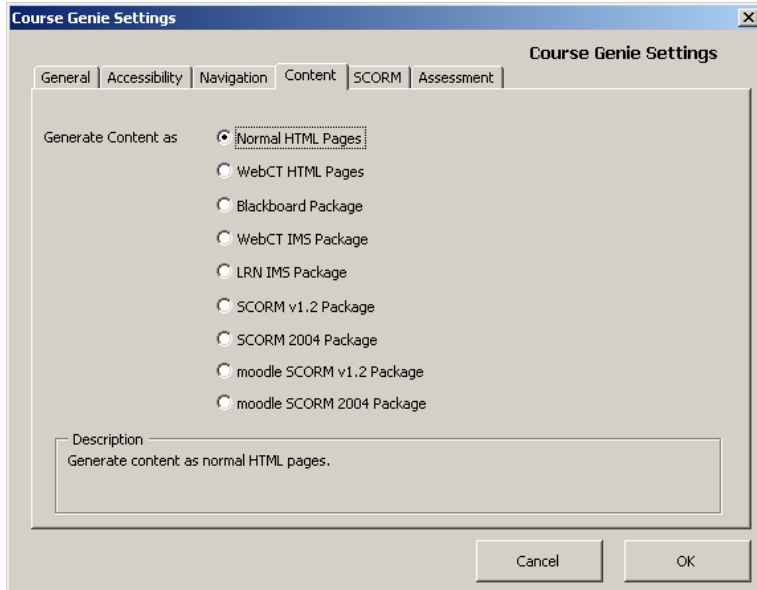 Course Genie Settings
Course Genie Settings
General Accessibility Navigation Content SCORM Assessment
Generate Content as Normal HTML Pages
WebCT HTML Pages
Blackboard Package
WebCT IMS Package
LRN IMS Package
SCORM v1.2 Package
SCORM 2004 Package
moodle SCORM v1.2 Package
moodle SCORM 2004 Package
Description
Generate content as normal HTML pages.
Cancel OK